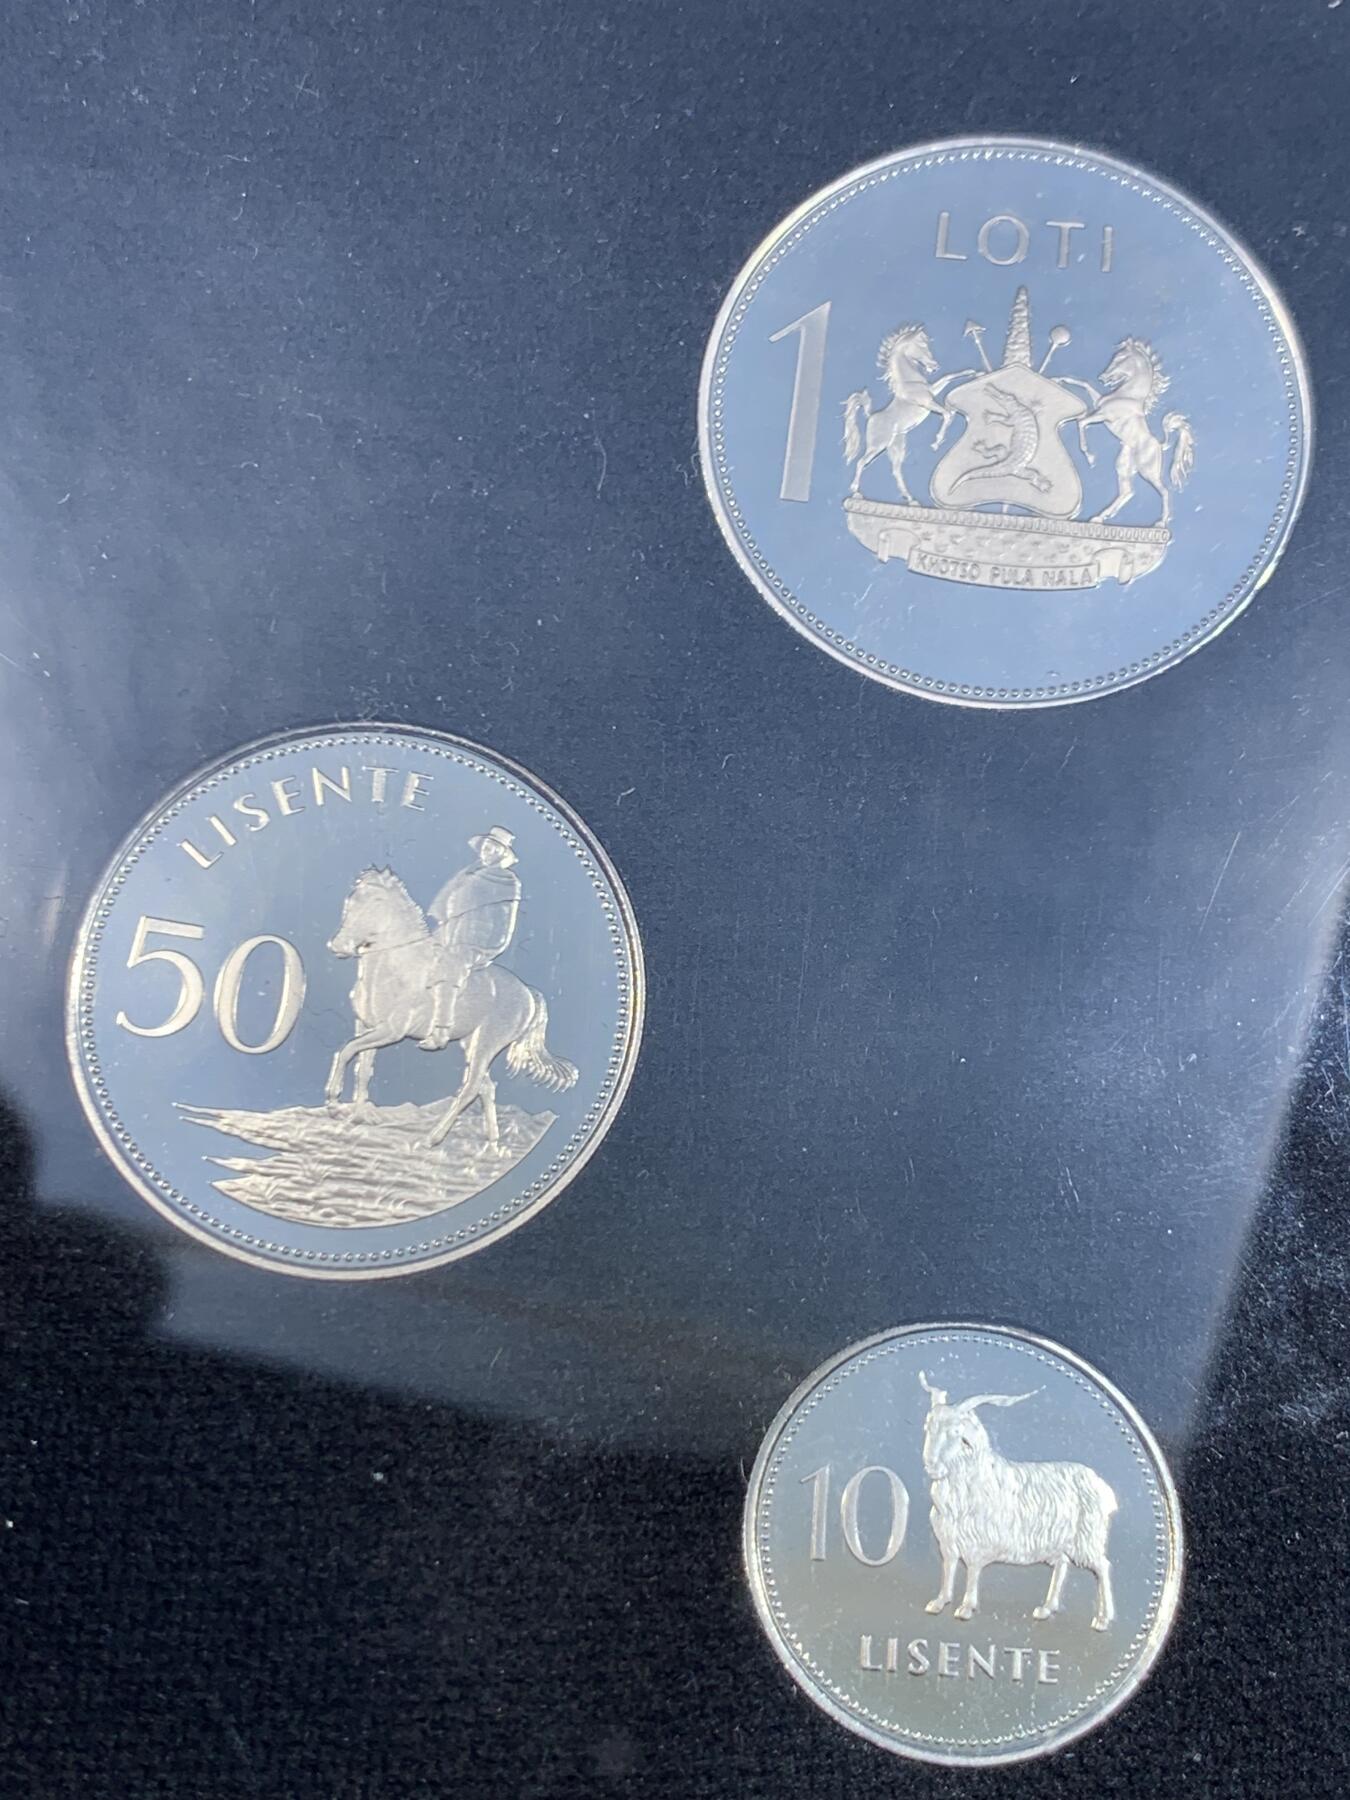 LOTI
1
KHOTSO PULA NALA
LISENTE
50
10
LISENTE